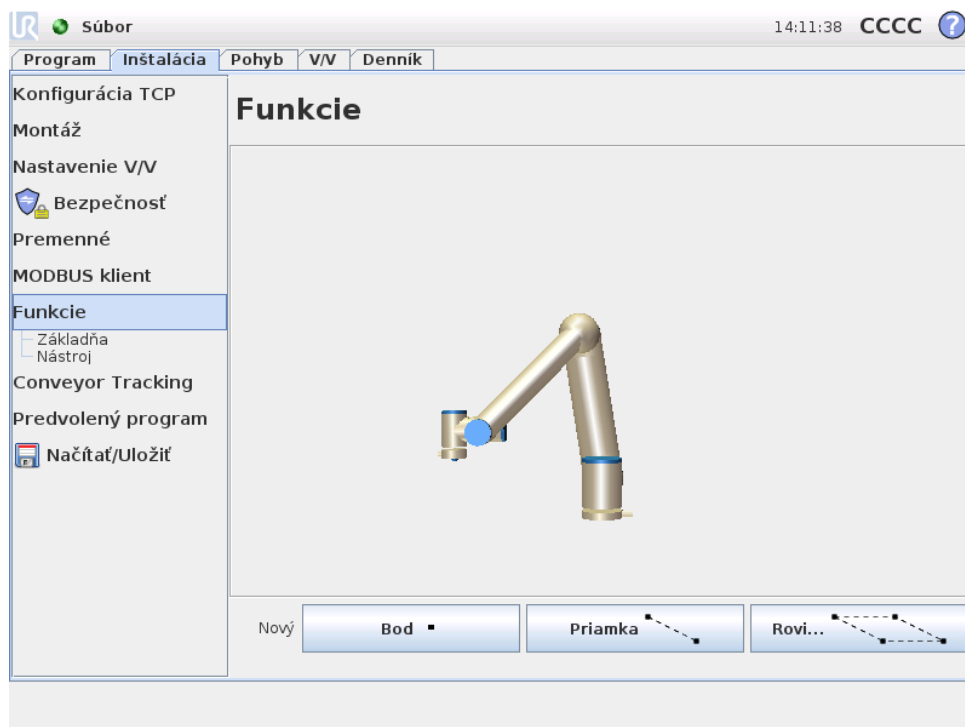 UR Súbor 14:11:38 CCCC ?
Program Inštalácia Pohyb V/V Denník
Konfigurácia TCP
Funkcie
Montáž
Nastavenie V/V
Bezpečnosť
Premenné
MODBUS klient
Funkcie
Základňa
Nástroj
Conveyor Tracking
Predvolený program
Načítať/Uložiť
Nový Bod Priamka Rovi...